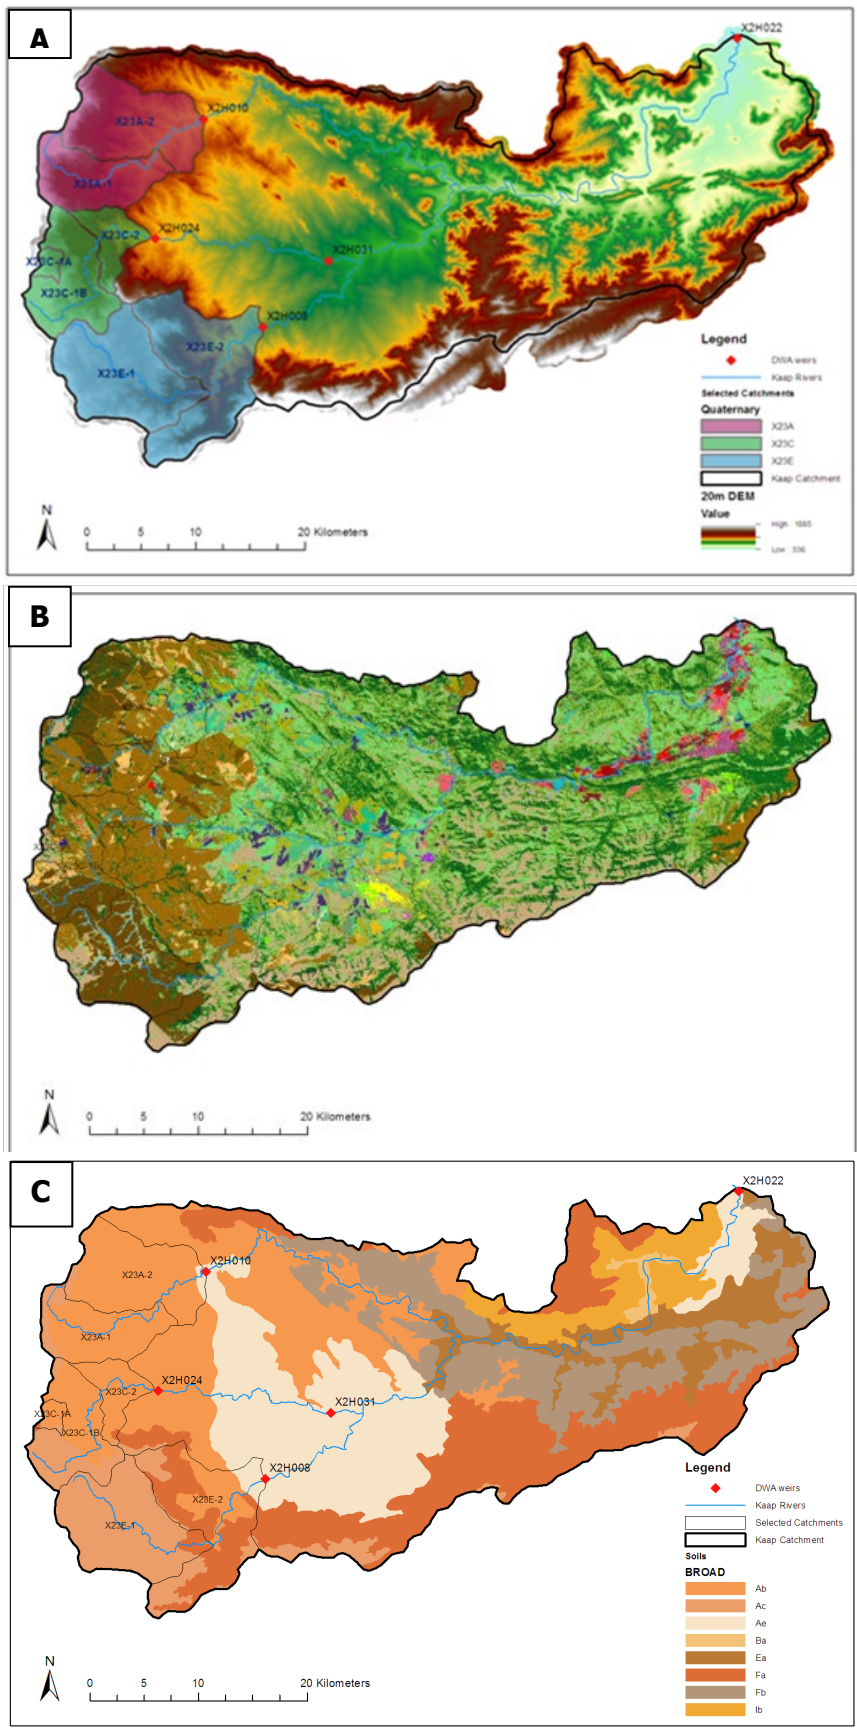 A
X2H022
X2H010
X23A-2
X23A-1
X2H024
X23C-2
X2H031
X23C-1A
X23C-1B
X2H008
X23E-2
X23E-1
Legend
DWA weirs
Kaap Rivers
Selected Catchments
Quaternary
X23A
X23C
X23E
Kaap Catchment
20m DEM
Value
High : 1865
Low : 336
N
0 5 10 20 Kilometers
B
X23E-2
N
0 5 10 20 Kilometers
C
X2H022
X2H010
X23A-2
X23A-1
X2H024
X23C-2
X2H031
X23C-1A
X23C-1B
X2H008
X23E-2
X23E-1
Legend
DWA weirs
Kaap Rivers
Selected Catchments
Kaap Catchment
Soils
BROAD
Ab
Ac
Ae
Ba
Ea
Fa
Fb
Ib
N
0 5 10 20 Kilometers